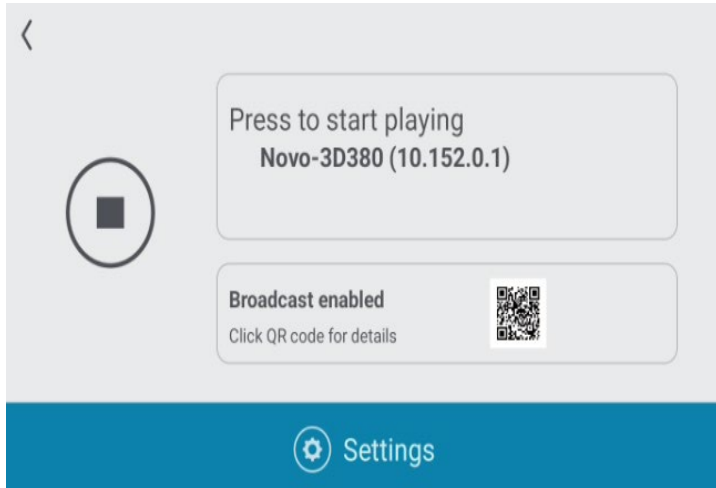 Press to start playing
Novo-3D380 (10.152.0.1)
Broadcast enabled
Click QR code for details
Settings